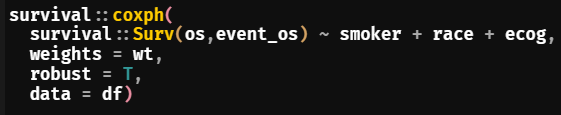 survival::coxph(
survival::Surv(os,event_os) ~ smoker + race + ecog,
weights = wt,
robust = T,
data = df)